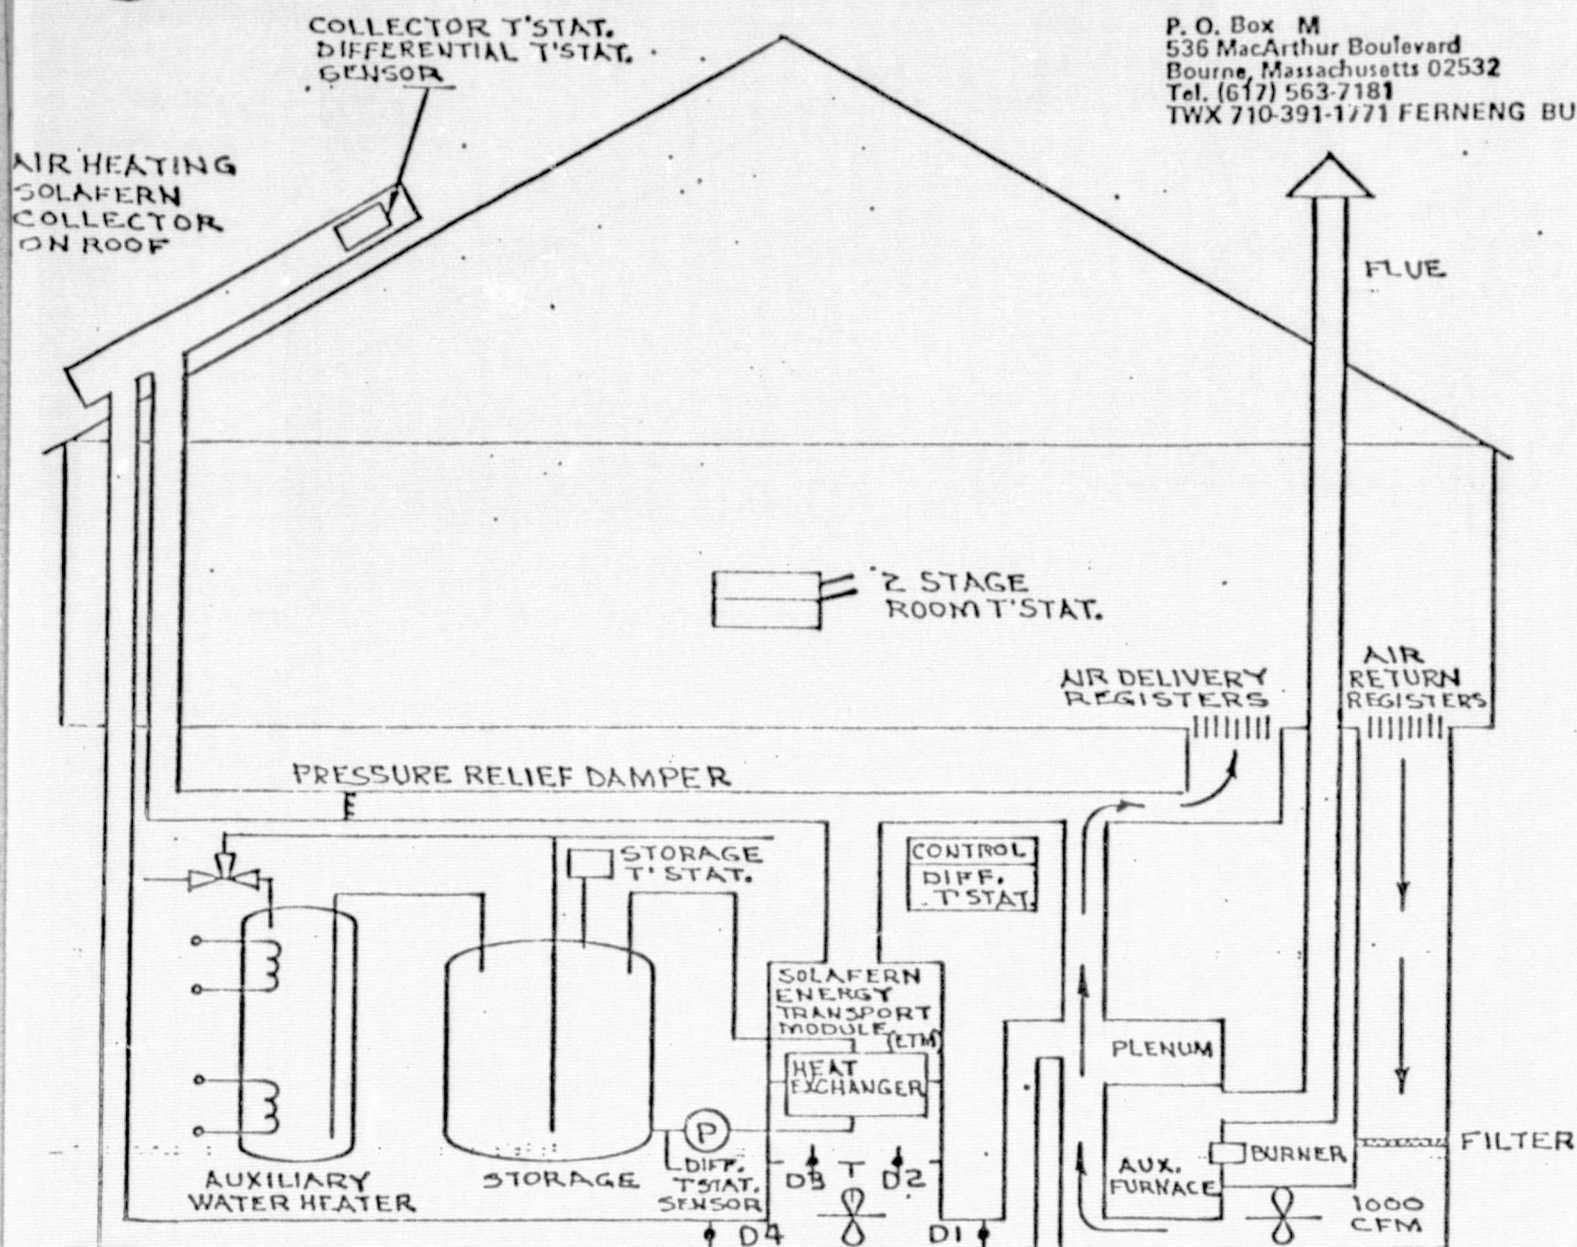 COLLECTOR T'STAT.
DIFFERENTIAL T'STAT.
SENSOR
P. O. Box M
536 MacArthur Boulevard
Bourne, Massachusetts 02532
Tel. (617) 563-7181
TWX 710-391-1771 FERNENG BU
AIR HEATING
SOLAFERN
COLLECTOR
ON ROOF
FLUE
2 STAGE
ROOM T'STAT.
AIR DELIVERY
REGISTERS
AIR
RETURN
REGISTERS
PRESSURE RELIEF DAMPER
STORAGE
T'STAT.
CONTROL
DIFF.
T'STAT.
SOLAFERN
ENERGY
TRANSPORT
MODULE (ETM)
HEAT
EXCHANGER
PLENUM
P
BURNER
FILTER
AUX.
FURNACE
AUXILIARY
WATER HEATER
STORAGE
DIFF.
T'STAT.
SENSOR
D3
T
D2
1000
CFM
D4
D1